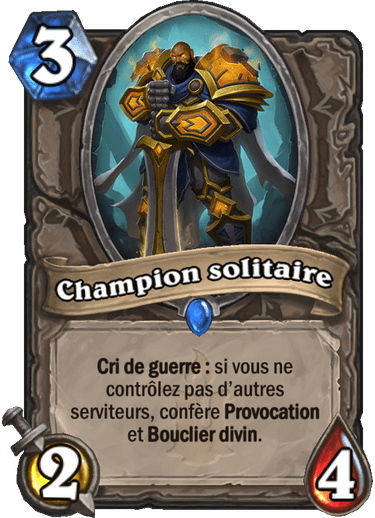 3
Champion solitaire
Cri de guerre : si vous ne
contrôlez pas d’autres
serviteurs, confère Provocation
et Bouclier divin.
2
4